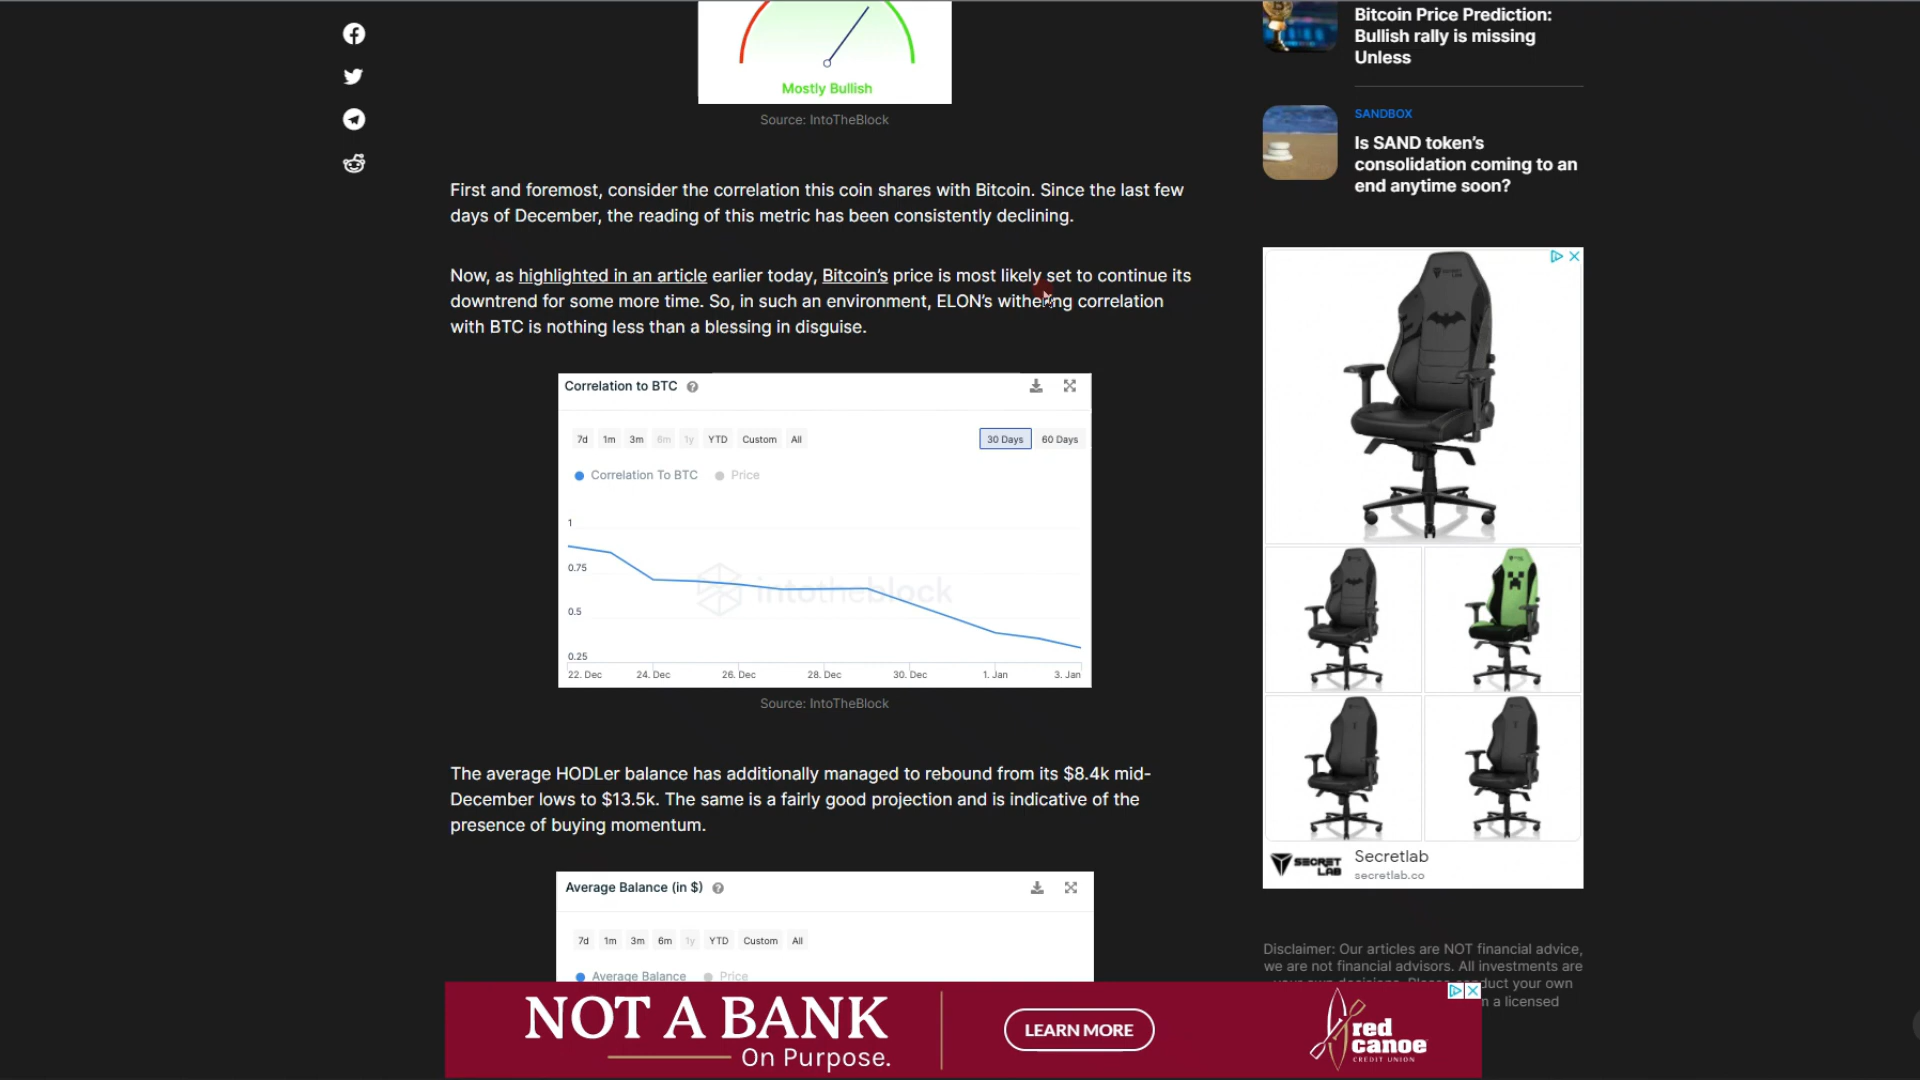 Mostly Bullish
Source: IntoTheBlock
First and foremost, consider the correlation this coin shares with Bitcoin. Since the last few
days of December, the reading of this metric has been consistently declining.
Now, as highlighted in an article earlier today, Bitcoin's price is most likely set to continue its
downtrend for some more time. So, in such an environment, ELON's withering correlation
with BTC is nothing less than a blessing in disguise.
Correlation to BTC
7d 1m 3m 6m 1y YTD Custom All
30 Days 60 Days
Correlation To BTC Price
1
0.75
0.5
0.25
intotheblock
22. Dec 24. Dec 26. Dec 28. Dec 30. Dec 1. Jan 3. Jan
Source: IntoTheBlock
The average HODLer balance has additionally managed to rebound from its $8.4k mid-
December lows to $13.5k. The same is a fairly good projection and is indicative of the
presence of buying momentum.
Average Balance (in $)
7d 1m 3m 6m 1y YTD Custom All
Average Balance Price
Bitcoin Price Prediction:
Bullish rally is missing
Unless
SANDBOX
Is SAND token's
consolidation coming to an
end anytime soon?
SECRET
LAB
Secretlab
secretlab.co
Disclaimer: Our articles are NOT financial advice,
we are not financial advisors. All investments are
n a licensed
NOT A BANK
On Purpose.
LEARN MORE
red
canoe
CREDIT UNION